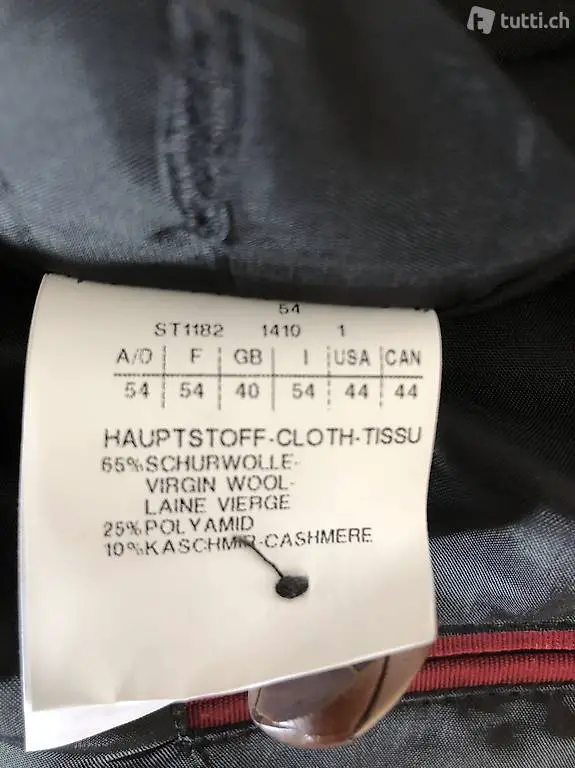 tutti.ch
54
ST1182 1410 1
A/D F GB I USA CAN
54 54 40 54 44 44
HAUPTSTOFF-CLOTH-TISSU
65%SCHURWOLLE-
VIRGIN WOOL-
LAINE VIERGE
25%POLYAMID
10%KASCHMIR-CASHMERE